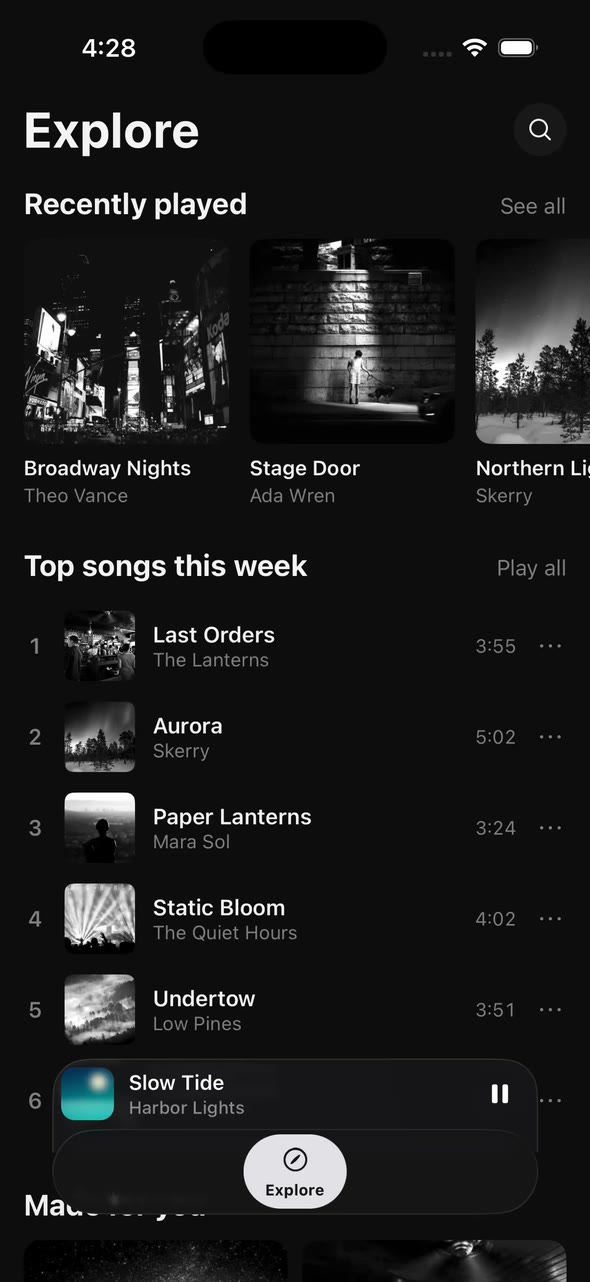 4:28
Explore
Recently played
See all
Broadway Nights
Theo Vance
Stage Door
Ada Wren
Northern Lig
Skerry
Top songs this week
Play all
1
Last Orders
The Lanterns
3:55
2
Aurora
Skerry
5:02
3
Paper Lanterns
Mara Sol
3:24
4
Static Bloom
The Quiet Hours
4:02
5
Undertow
Low Pines
3:51
6
Slow Tide
Harbor Lights
Explore
Made for you